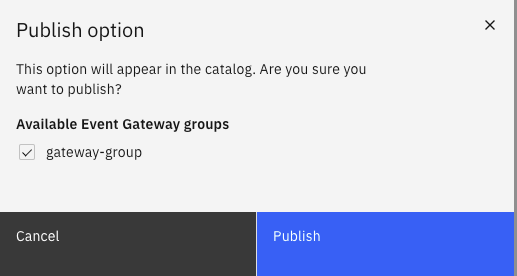 Publish option
This option will appear in the catalog. Are you sure you
want to publish?
Available Event Gateway groups
gateway-group
Cancel
Publish